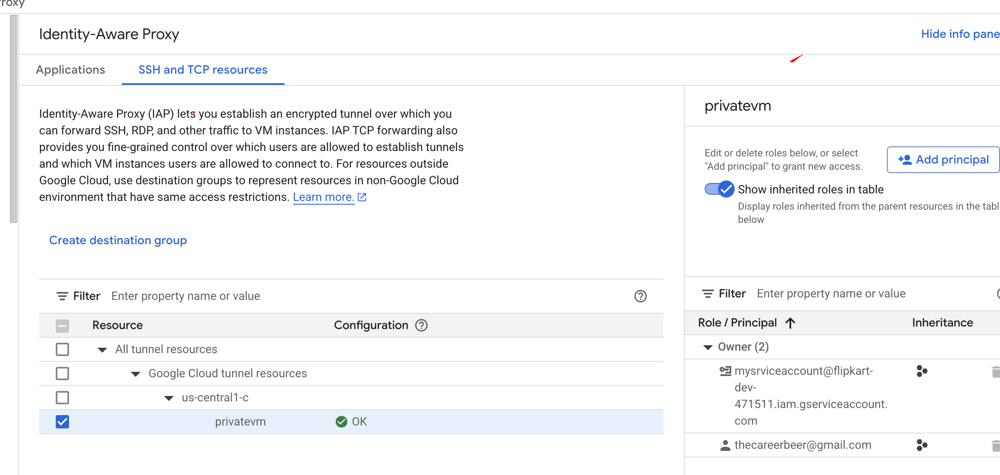 Identity-Aware Proxy
Hide info pane
Applications
SSH and TCP resources
Identity-Aware Proxy (IAP) lets you establish an encrypted tunnel over which you
can forward SSH, RDP, and other traffic to VM instances. IAP TCP forwarding also
provides you fine-grained control over which users are allowed to establish tunnels
and which VM instances users are allowed to connect to. For resources outside
Google Cloud, use destination groups to represent resources in non-Google Cloud
environment that have same access restrictions. Learn more.
Create destination group
Filter Enter property name or value
Resource Configuration
All tunnel resources
Google Cloud tunnel resources
us-central1-c
privatevm OK
privatevm
Edit or delete roles below, or select
"Add principal" to grant new access.
Add principal
Show inherited roles in table
Display roles inherited from the parent resources in the tabl
below
Filter Enter property name or value
Role / Principal Inheritance
Owner (2)
mysrviceaccount@flipkart-
dev-
471511.iam.gserviceaccount.
com
thecareerbeer@gmail.com